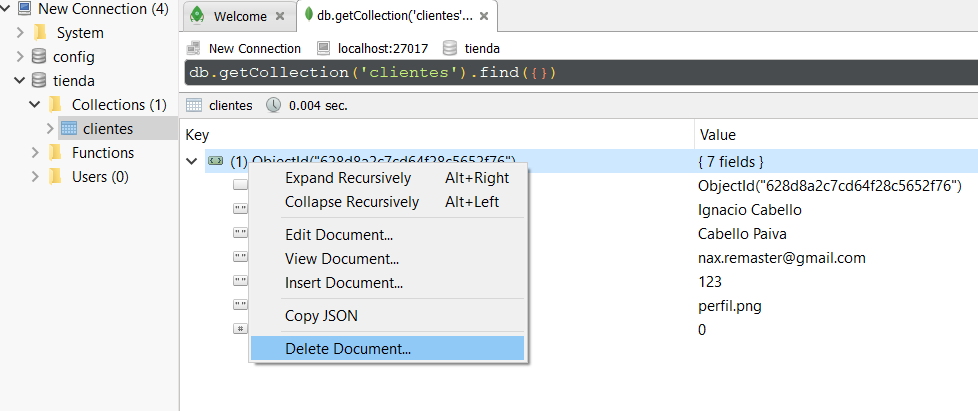 New Connection (4)
System
config
tienda
Collections (1)
clientes
Functions
Users (0)
Welcome
db.getCollection('clientes'...
New Connection localhost:27017 tienda
db.getCollection('clientes').find({})
clientes 0.004 sec.
Key Value
(1) ObjectId("628d8a2c7cd64f28c5652f76") { 7 fields }
Expand Recursively Alt+Right
Collapse Recursively Alt+Left
Edit Document...
View Document...
Insert Document...
Copy JSON
Delete Document...
ObjectId("628d8a2c7cd64f28c5652f76")
Ignacio Cabello
Cabello Paiva
nax.remaster@gmail.com
123
perfil.png
0